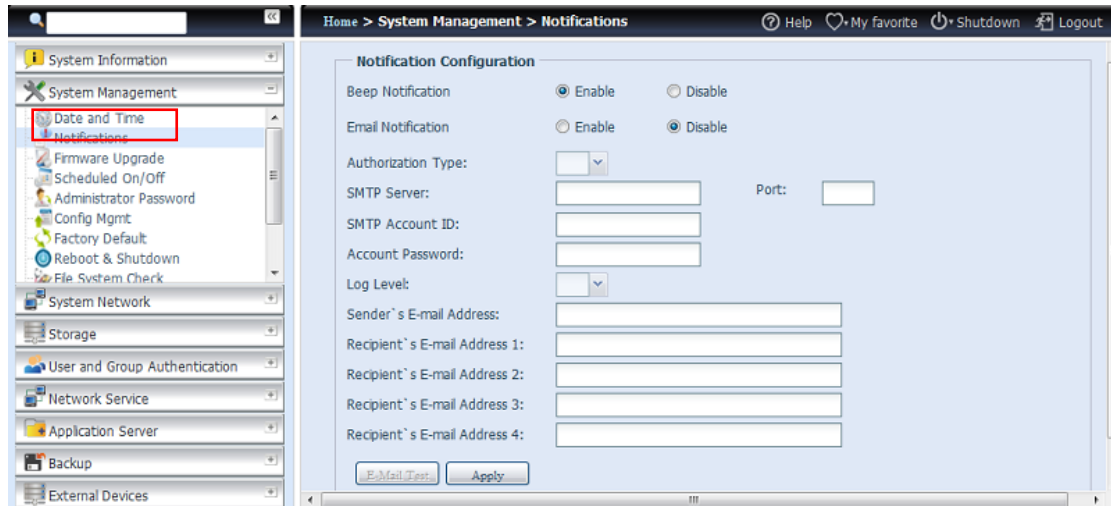 Home > System Management > Notifications
Help
My favorite
Shutdown
Logout
System Information
System Management
Date and Time
Notifications
Firmware Upgrade
Scheduled On/Off
Administrator Password
Config Mgmt
Factory Default
Reboot & Shutdown
File System Check
System Network
Storage
User and Group Authentication
Network Service
Application Server
Backup
External Devices
Notification Configuration
Beep Notification Enable Disable
Email Notification Enable Disable
Authorization Type:
SMTP Server: Port:
SMTP Account ID:
Account Password:
Log Level:
Sender`s E-mail Address:
Recipient`s E-mail Address 1:
Recipient`s E-mail Address 2:
Recipient`s E-mail Address 3:
Recipient`s E-mail Address 4:
E-Mail Test Apply